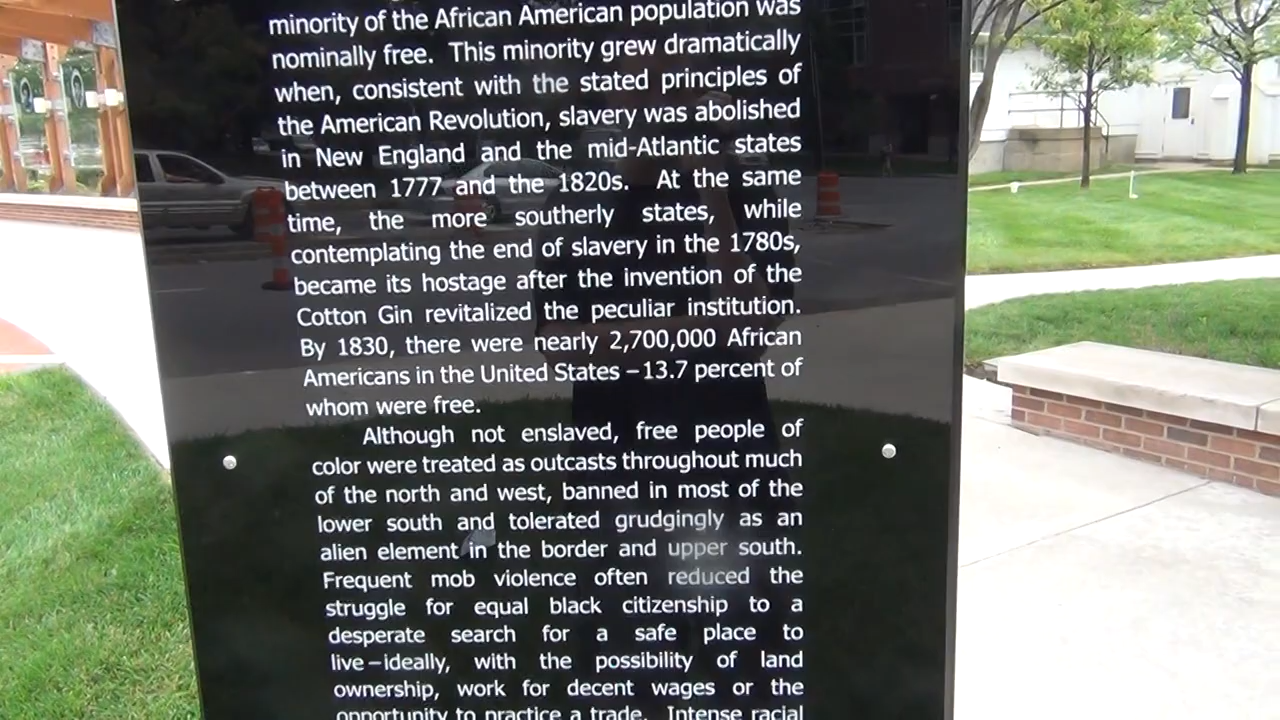 minority of the African American population was
nominally free. This minority grew dramatically
when, consistent with the stated principles of
the American Revolution, slavery was abolished
in New England and the mid-Atlantic states
between 1777 and the 1820s. At the same
time, the more southerly states, while
contemplating the end of slavery in the 1780s,
became its hostage after the invention of the
Cotton Gin revitalized the peculiar institution.
By 1830, there were nearly 2,700,000 African
Americans in the United States – 13.7 percent of
whom were free.
Although not enslaved, free people of
color were treated as outcasts throughout much
of the north and west, banned in most of the
lower south and tolerated grudgingly as an
alien element in the border and upper south.
Frequent mob violence often reduced the
struggle for equal black citizenship to a
desperate search for a safe place to
live – ideally, with the possibility of land
ownership, work for decent wages or the
opportunity to practice a trade. Intense racial